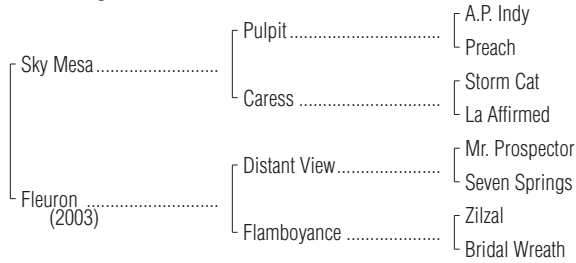 A.P. Indy
Pulpit
Preach
Sky Mesa
Storm Cat
Caress
La Affirmed
Mr. Prospector
Distant View
Seven Springs
Fleuron
(2003)
Zilzal
Flamboyance
Bridal Wreath